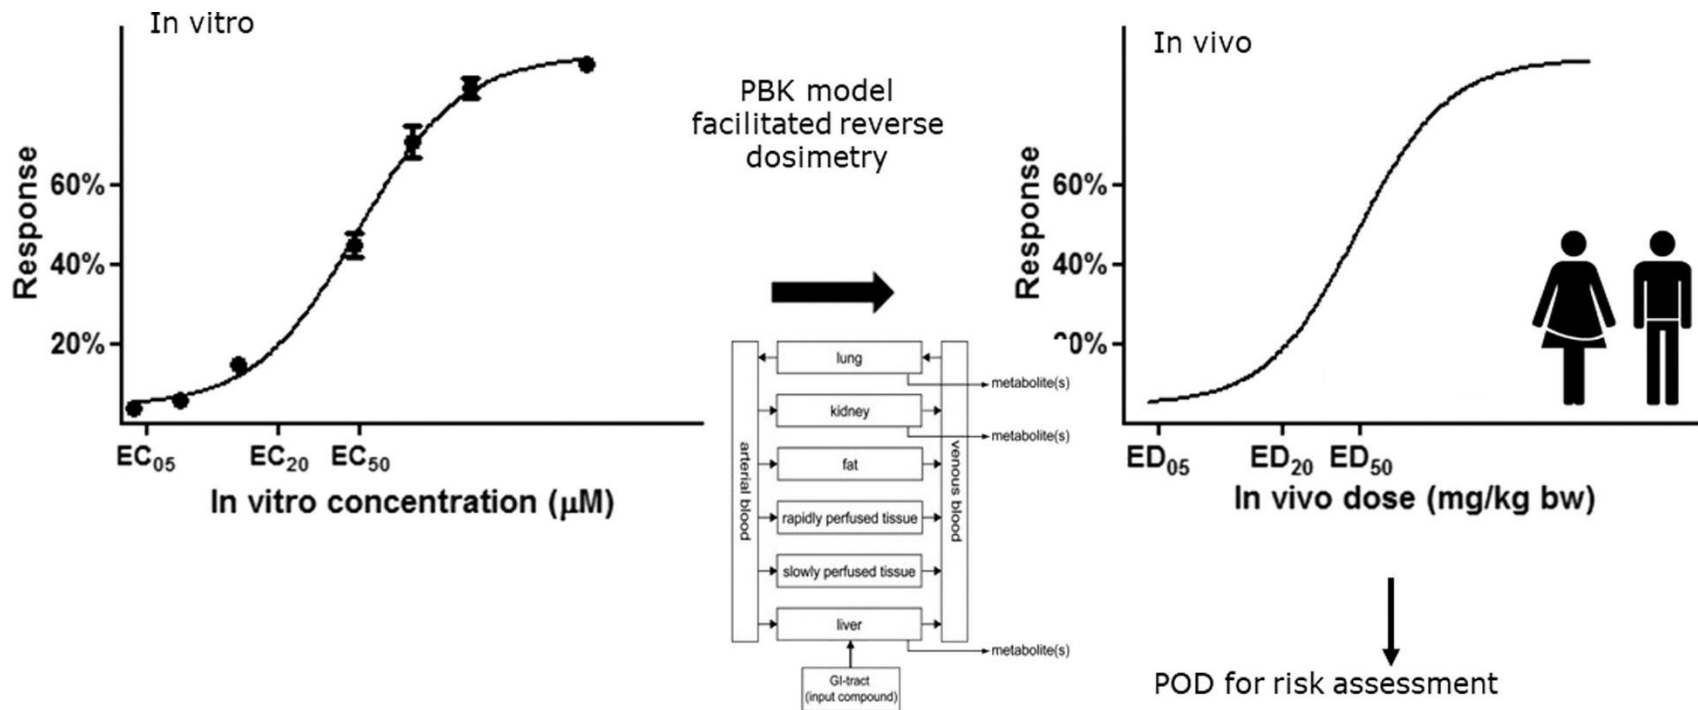 In vitro
Response
60%
40%
20%
EC05
EC20
EC50
In vitro concentration (µM)
PBK model
facilitated reverse
dosimetry
arterial blood
venous blood
lung
metabolite(s)
kidney
metabolite(s)
fat
rapidly perfused tissue
slowly perfused tissue
liver
metabolite(s)
GI-tract
(input compound)
In vivo
Response
60%
40%
0%
ED05
ED20
ED50
In vivo dose (mg/kg bw)
POD for risk assessment